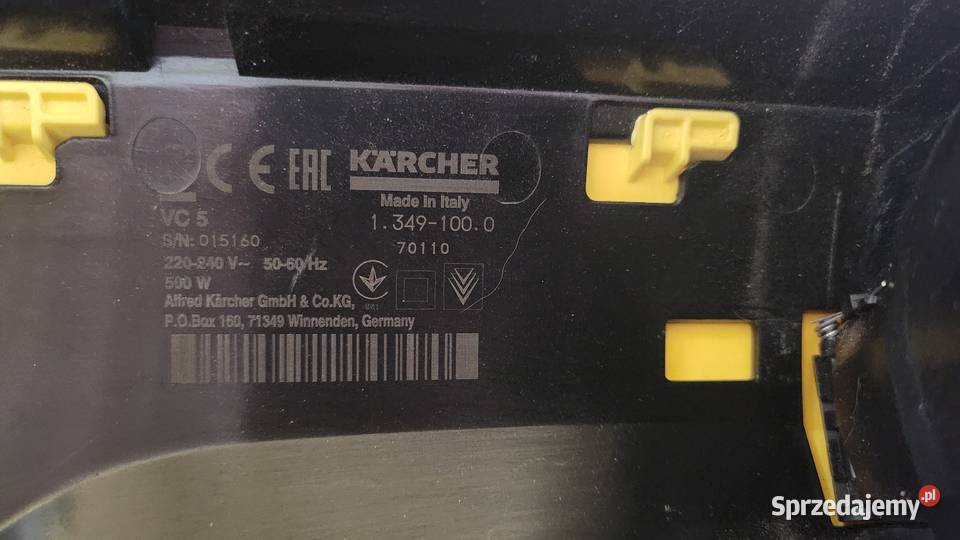 CE EAC KÄRCHER
Made in Italy
VC 5
1.349-100.0
S/N: 015160
70110
220-240 V~ 50-60 Hz
500 W
Alfred Kärcher GmbH & Co.KG,
P.O.Box 160, 71349 Winnenden, Germany
Sprzedajemy.pl